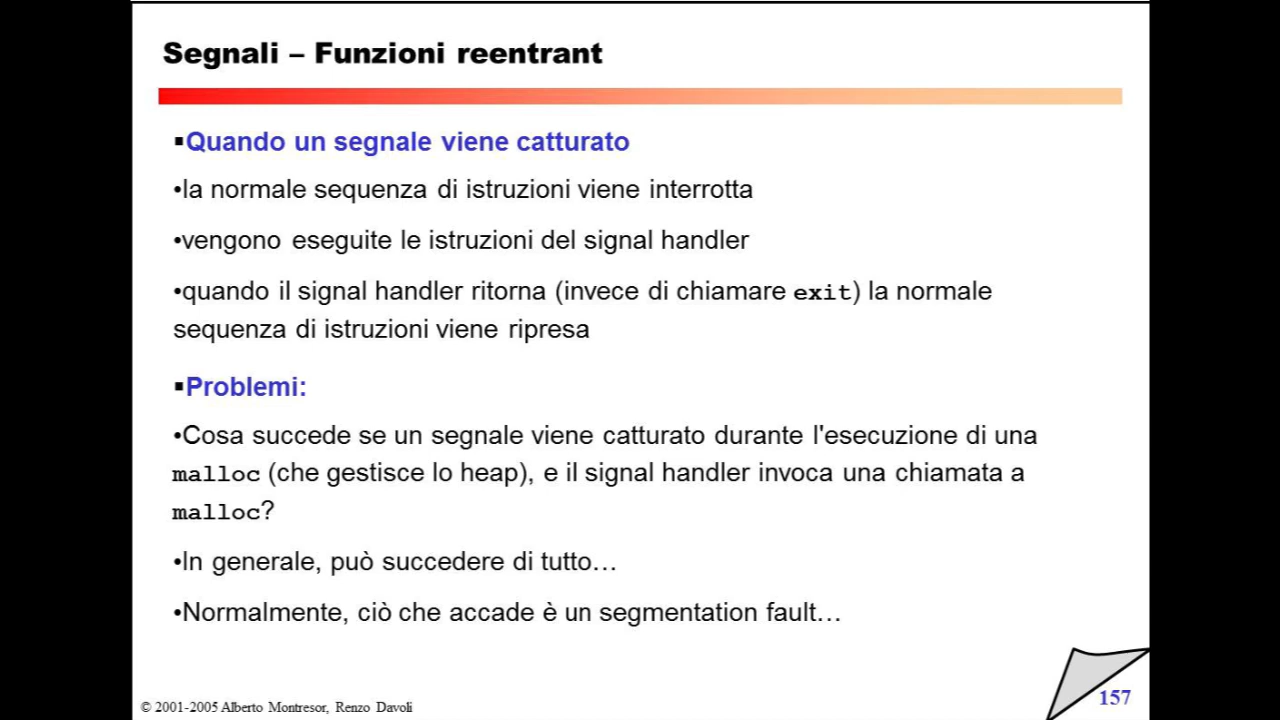 Segnali – Funzioni reentrant
▪Quando un segnale viene catturato
•la normale sequenza di istruzioni viene interrotta
•vengono eseguite le istruzioni del signal handler
•quando il signal handler ritorna (invece di chiamare exit) la normale
sequenza di istruzioni viene ripresa
▪Problemi:
•Cosa succede se un segnale viene catturato durante l'esecuzione di una
malloc (che gestisce lo heap), e il signal handler invoca una chiamata a
malloc?
•In generale, può succedere di tutto…
•Normalmente, ciò che accade è un segmentation fault…
© 2001-2005 Alberto Montresor, Renzo Davoli
157